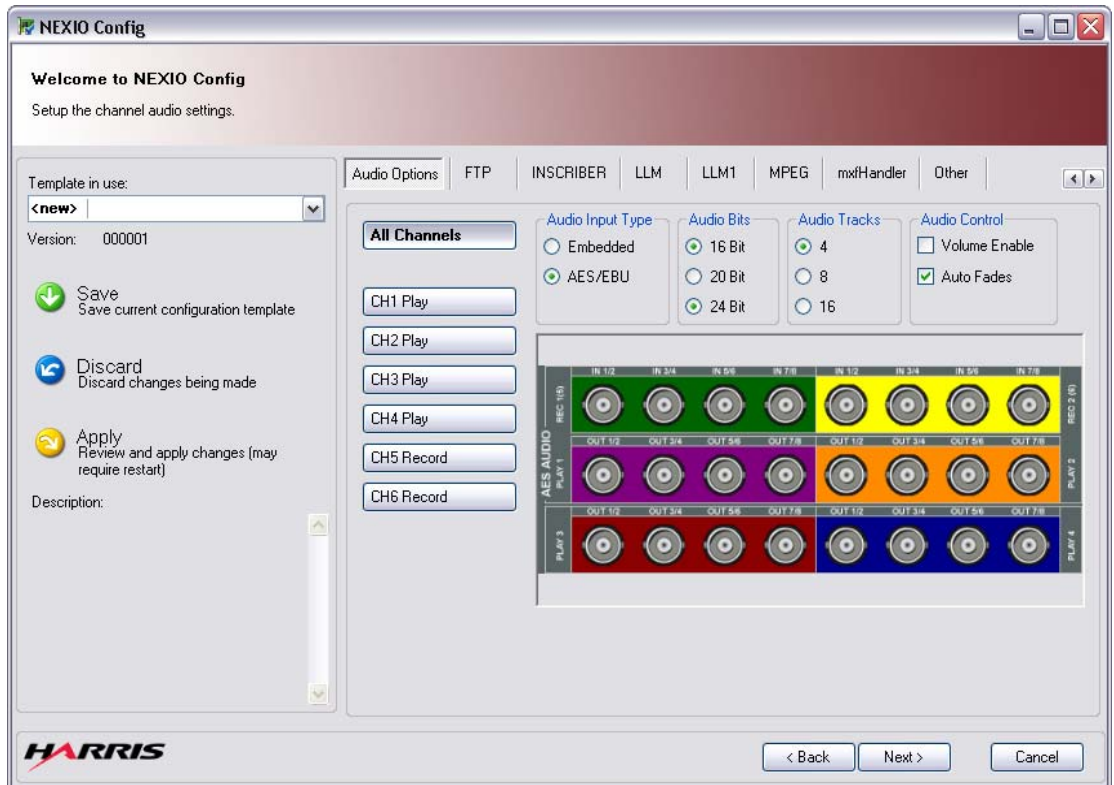 NEXIO Config
Welcome to NEXIO Config
Setup the channel audio settings.
Template in use:
<new>
Version: 000001
Save
Save current configuration template
Discard
Discard changes being made
Apply
Review and apply changes (may
require restart)
Description:
Audio Options FTP INSCRIBER LLM LLM1 MPEG mxfHandler Other
All Channels
CH1 Play
CH2 Play
CH3 Play
CH4 Play
CH5 Record
CH6 Record
Audio Input Type
Embedded
AES/EBU
Audio Bits
16 Bit
20 Bit
24 Bit
Audio Tracks
4
8
16
Audio Control
Volume Enable
Auto Fades
AES AUDIO
REC 1(5)
IN 1/2 IN 3/4 IN 5/6 IN 7/8 IN 1/2 IN 3/4 IN 5/6 IN 7/8
REC 2 (6)
PLAY 1
OUT 1/2 OUT 3/4 OUT 5/6 OUT 7/8 OUT 1/2 OUT 3/4 OUT 5/6 OUT 7/8
PLAY 2
PLAY 3
OUT 1/2 OUT 3/4 OUT 5/6 OUT 7/8 OUT 1/2 OUT 3/4 OUT 5/6 OUT 7/8
PLAY 4
HARRIS
< Back Next > Cancel